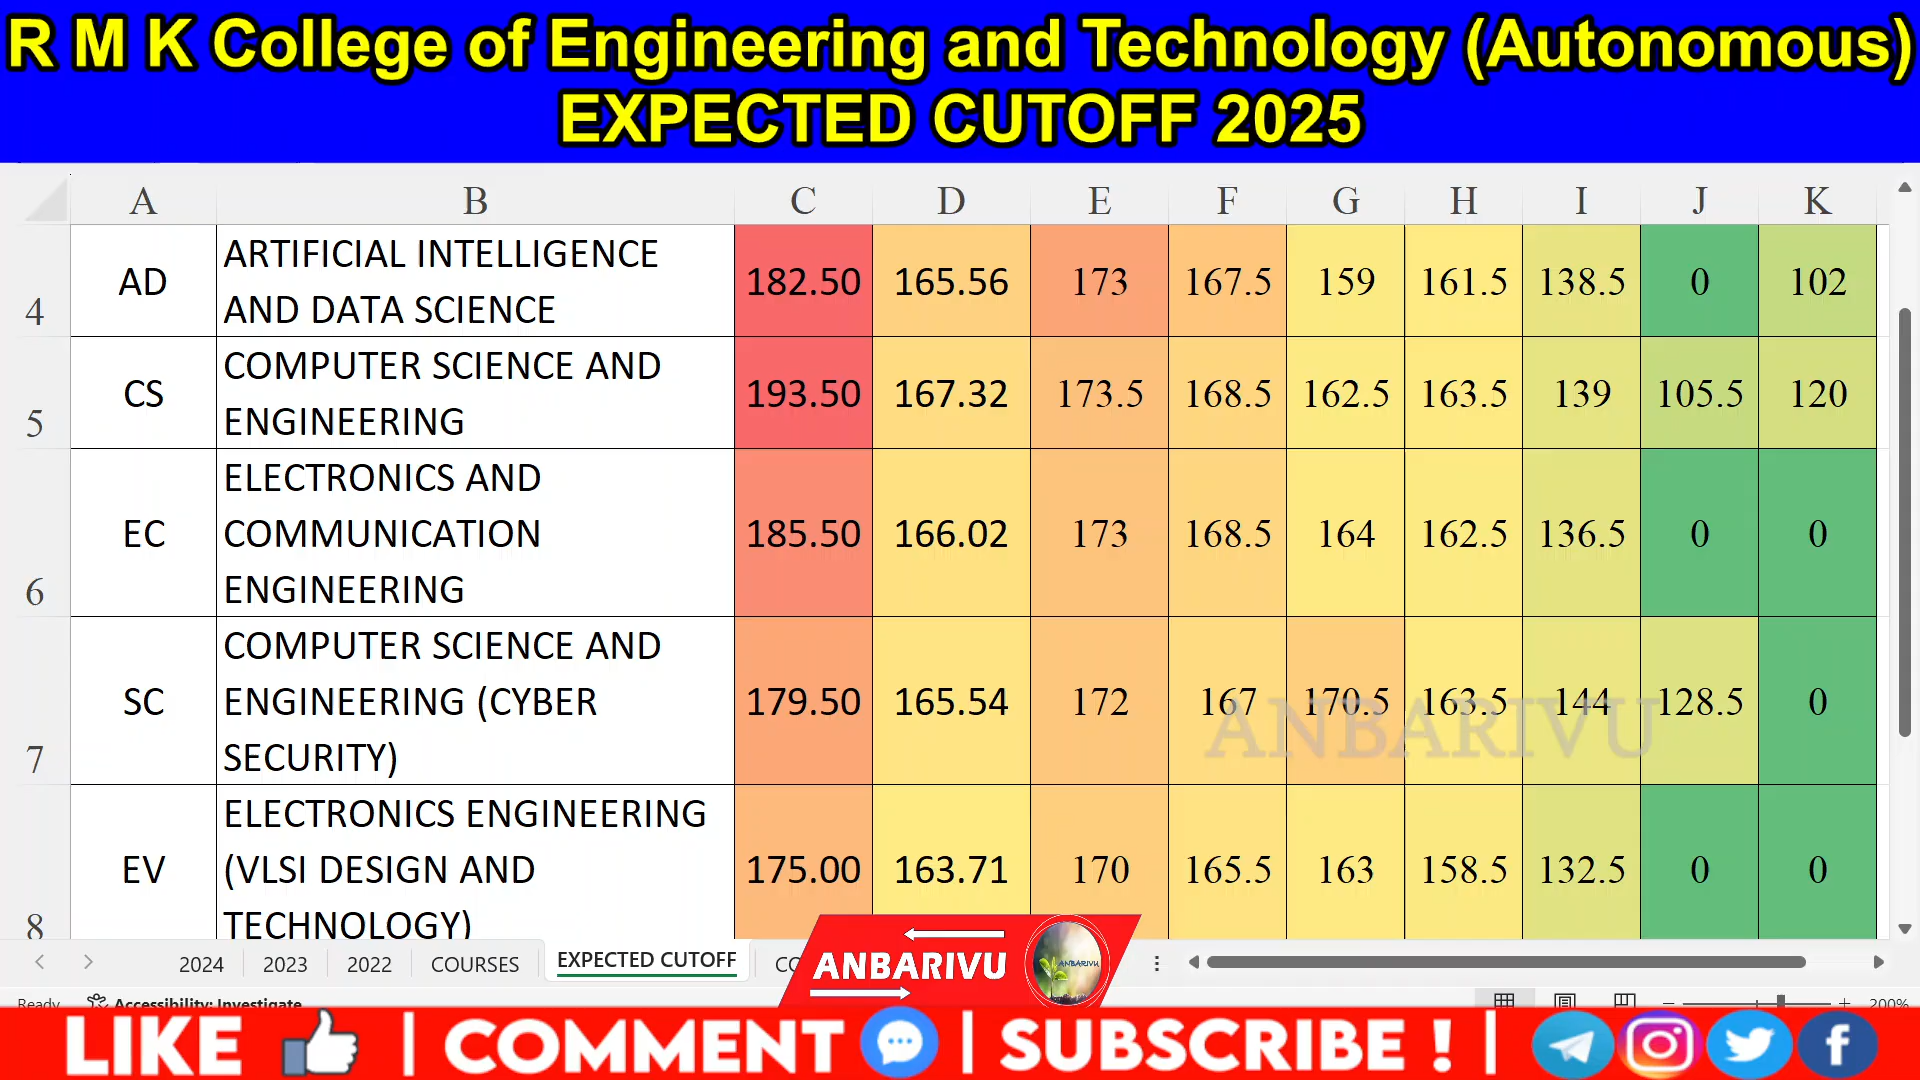 R M K College of Engineering and Technology (Autonomous)
EXPECTED CUTOFF 2025
A B C D E F G H I J K
4 AD ARTIFICIAL INTELLIGENCE AND DATA SCIENCE 182.50 165.56 173 167.5 159 161.5 138.5 0 102
5 CS COMPUTER SCIENCE AND ENGINEERING 193.50 167.32 173.5 168.5 162.5 163.5 139 105.5 120
6 EC ELECTRONICS AND COMMUNICATION ENGINEERING 185.50 166.02 173 168.5 164 162.5 136.5 0 0
7 SC COMPUTER SCIENCE AND ENGINEERING (CYBER SECURITY) 179.50 165.54 172 167 170.5 163.5 144 128.5 0
ANBARIVU
8 EV ELECTRONICS ENGINEERING (VLSI DESIGN AND TECHNOLOGY) 175.00 163.71 170 165.5 163 158.5 132.5 0 0
2024 2023 2022 COURSES EXPECTED CUTOFF
ANBARIVU
ANBARIVU
Ready Accessibility: Investigate 200%
LIKE | COMMENT | SUBSCRIBE ! |